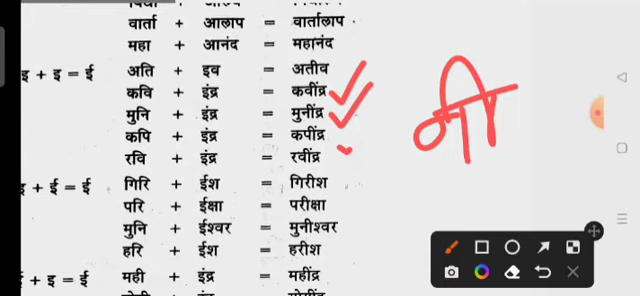 वार्ता + आलाप = वार्तालाप
महा + आनंद = महानंद
इ + इ = ई अति + इव = अतीव
कवि + इंद्र = कवींद्र
मुनि + इंद्र = मुनींद्र
कपि + इंद्र = कपींद्र
रवि + इंद्र = रवींद्र
इ + ई = ई गिरि + ईश = गिरीश
परि + ईक्षा = परीक्षा
मुनि + ईश्वर = मुनीश्वर
हरि + ईश = हरीश
+ इ = ई मही + इंद्र = महींद्र
नी